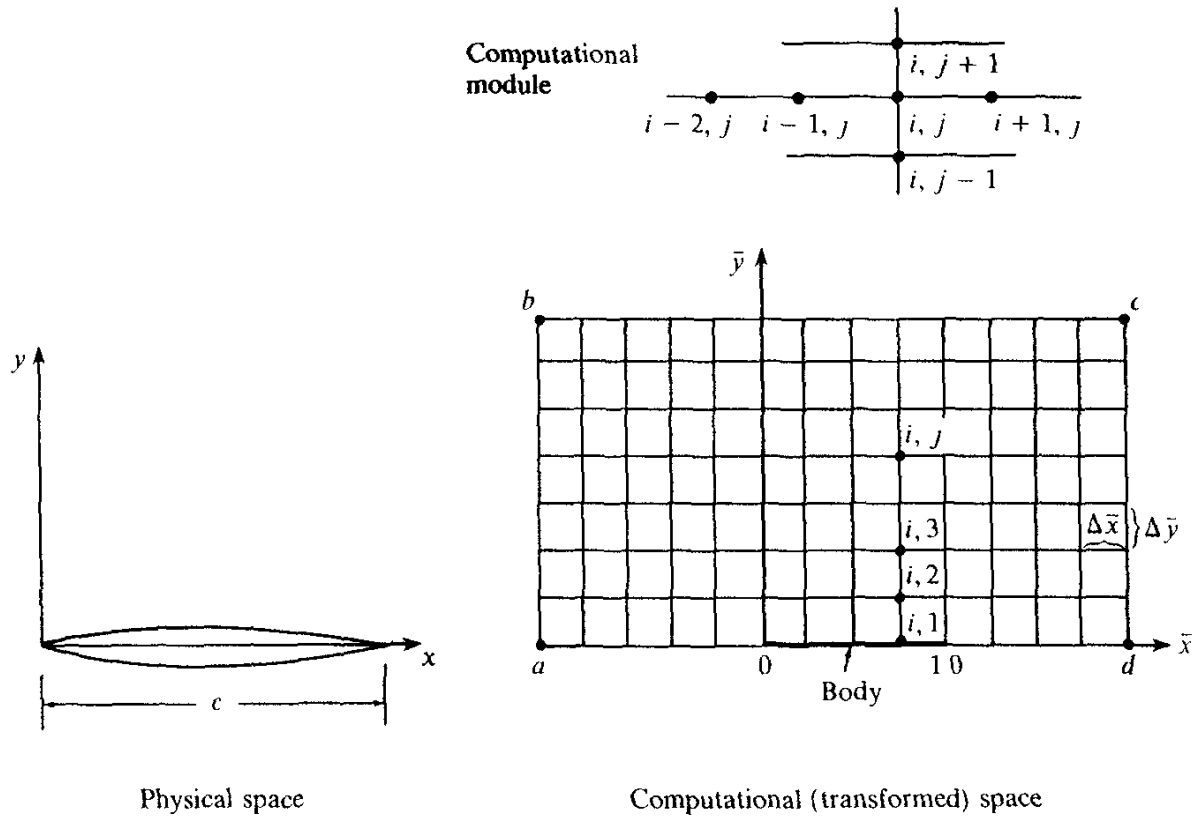 Computational
module
i, j + 1
i − 2, j i − 1, j i, j i + 1, j
i, j − 1
ȳ
b c
y
i, j
i, 3
Δx̄ } Δȳ
i, 2
i, 1
x
a 0 1 0 d x̄
Body
c
Physical space
Computational (transformed) space